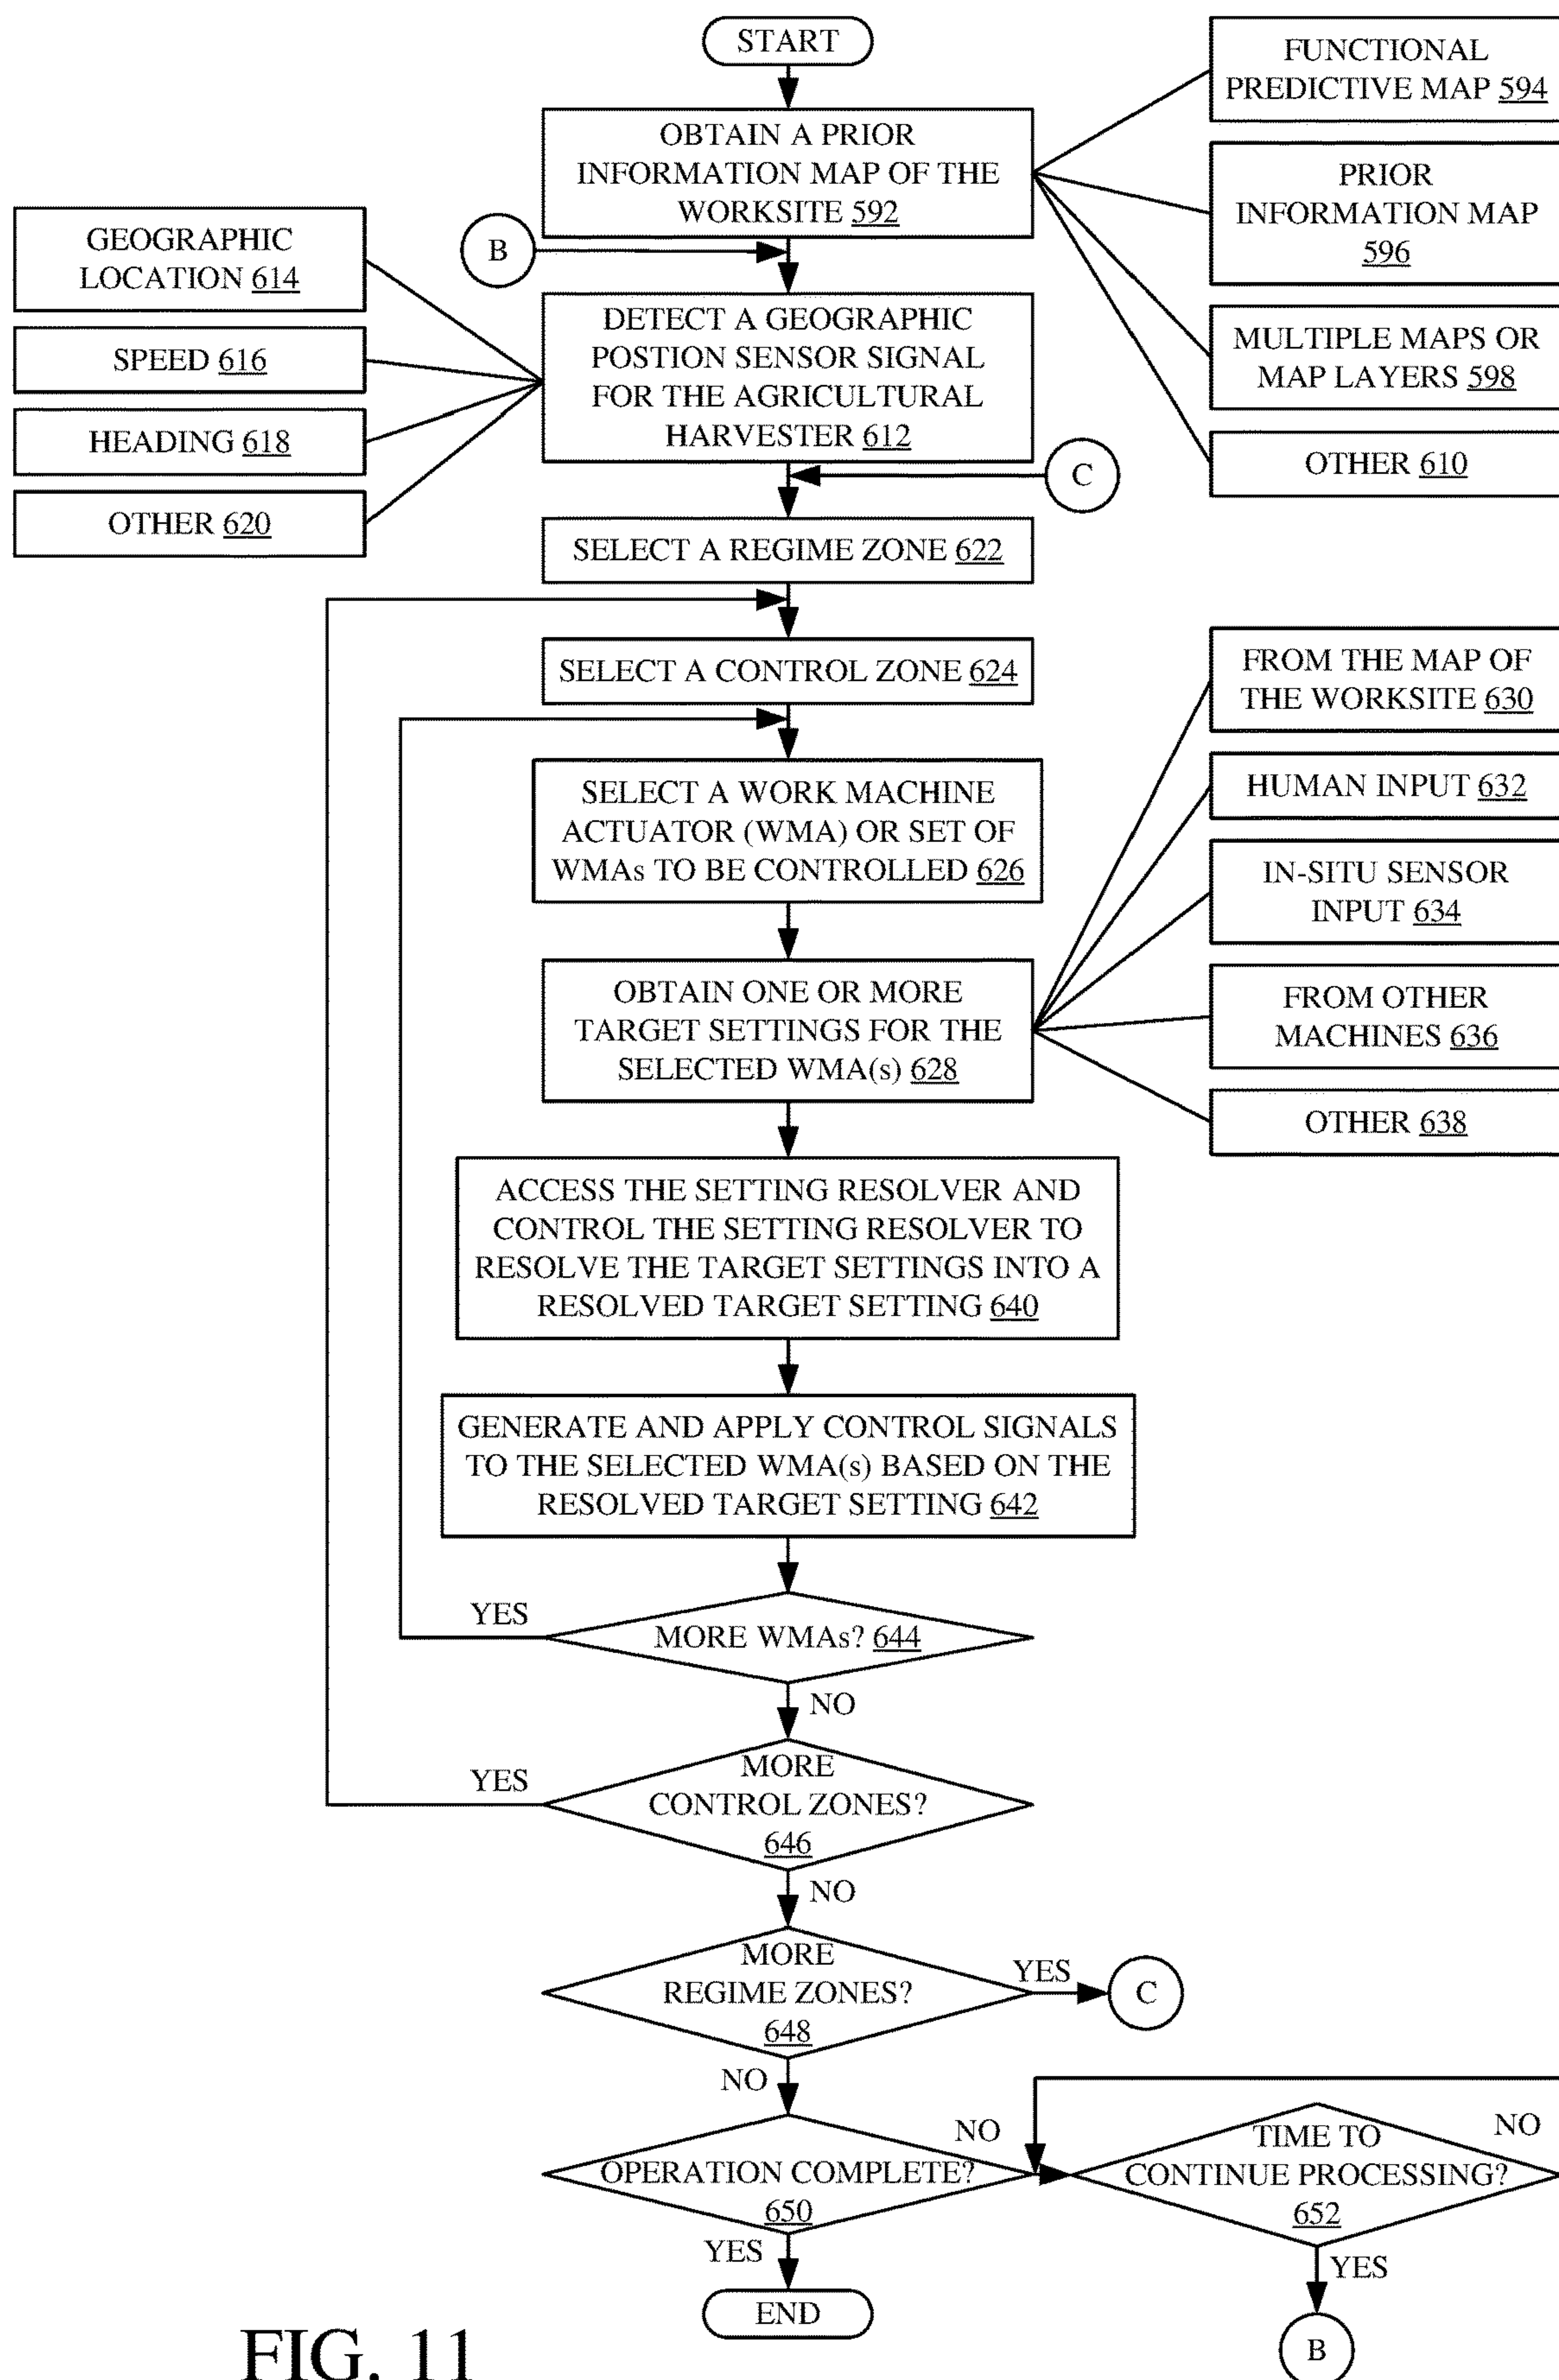 START
OBTAIN A PRIOR
INFORMATION MAP OF THE
WORKSITE 592
FUNCTIONAL
PREDICTIVE MAP 594
PRIOR
INFORMATION MAP
596
MULTIPLE MAPS OR
MAP LAYERS 598
OTHER 610
B
GEOGRAPHIC
LOCATION 614
SPEED 616
HEADING 618
OTHER 620
DETECT A GEOGRAPHIC
POSTION SENSOR SIGNAL
FOR THE AGRICULTURAL
HARVESTER 612
C
SELECT A REGIME ZONE 622
SELECT A CONTROL ZONE 624
SELECT A WORK MACHINE
ACTUATOR (WMA) OR SET OF
WMAs TO BE CONTROLLED 626
OBTAIN ONE OR MORE
TARGET SETTINGS FOR THE
SELECTED WMA(s) 628
FROM THE MAP OF
THE WORKSITE 630
HUMAN INPUT 632
IN-SITU SENSOR
INPUT 634
FROM OTHER
MACHINES 636
OTHER 638
ACCESS THE SETTING RESOLVER AND
CONTROL THE SETTING RESOLVER TO
RESOLVE THE TARGET SETTINGS INTO A
RESOLVED TARGET SETTING 640
GENERATE AND APPLY CONTROL SIGNALS
TO THE SELECTED WMA(s) BASED ON THE
RESOLVED TARGET SETTING 642
YES
MORE WMAs? 644
NO
YES
MORE
CONTROL ZONES?
646
NO
MORE
REGIME ZONES?
648
YES
C
NO
OPERATION COMPLETE?
650
NO
TIME TO
CONTINUE PROCESSING?
652
NO
YES
END
YES
B
FIG. 11